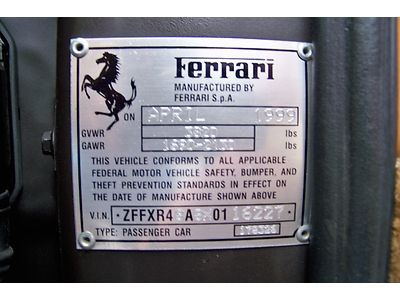 Ferrari
MANUFACTURED BY
FERRARI S.p.A.
ON APRIL 1999
GVWR lbs
GAWR lbs
THIS VEHICLE CONFORMS TO ALL APPLICABLE
FEDERAL MOTOR VEHICLE SAFETY, BUMPER, AND
THEFT PREVENTION STANDARDS IN EFFECT ON
THE DATE OF MANUFACTURE SHOWN ABOVE
V.I.N.
TYPE: PASSENGER CAR